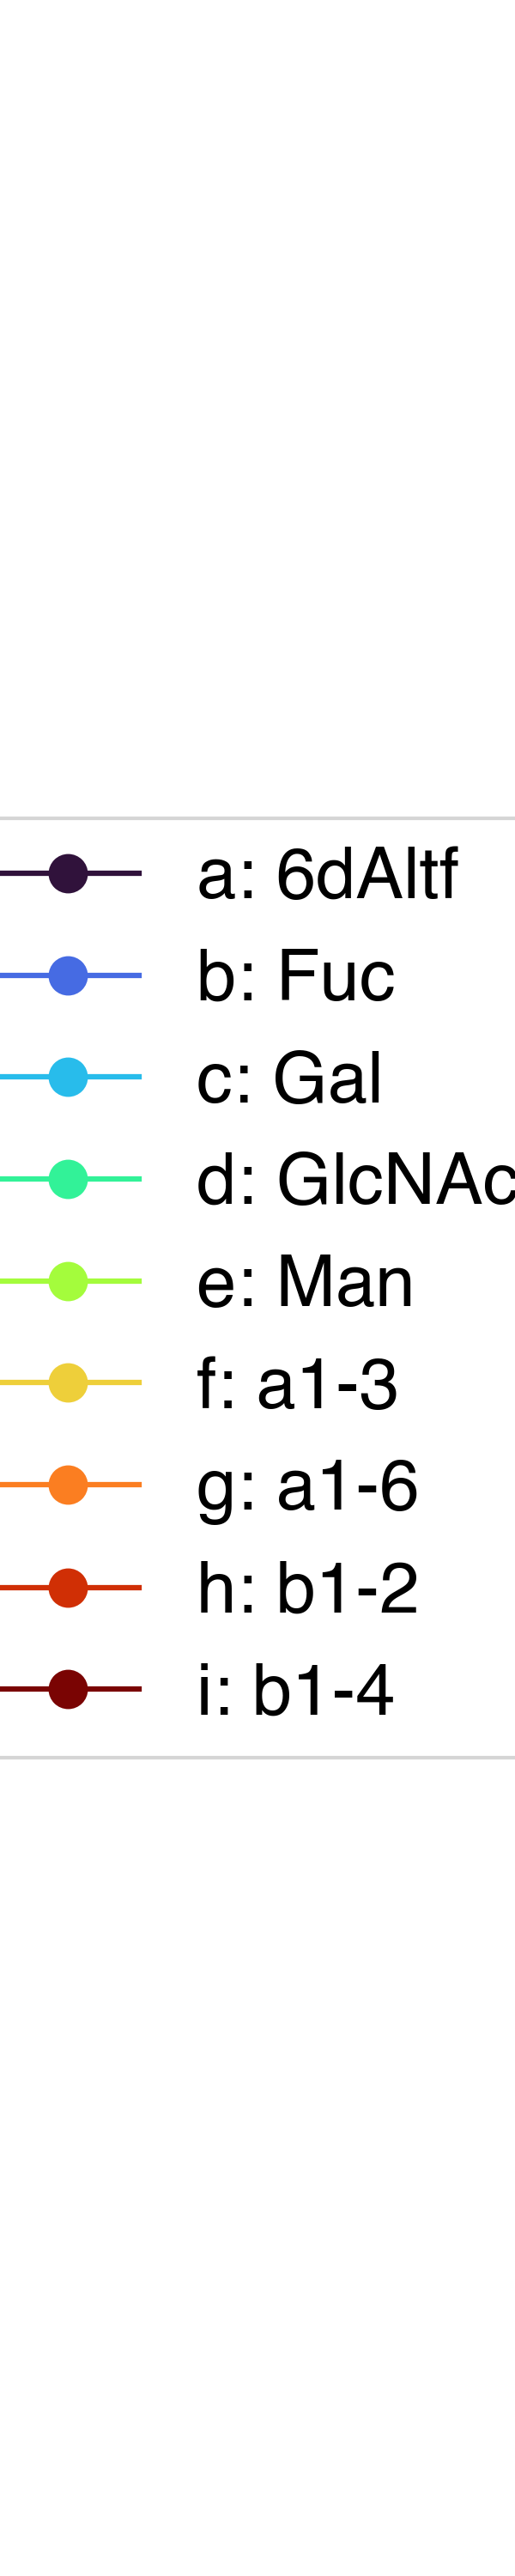 a: 6dAltf
b: Fuc
c: Gal
d: GlcNAc
e: Man
f: a1-3
g: a1-6
h: b1-2
i: b1-4